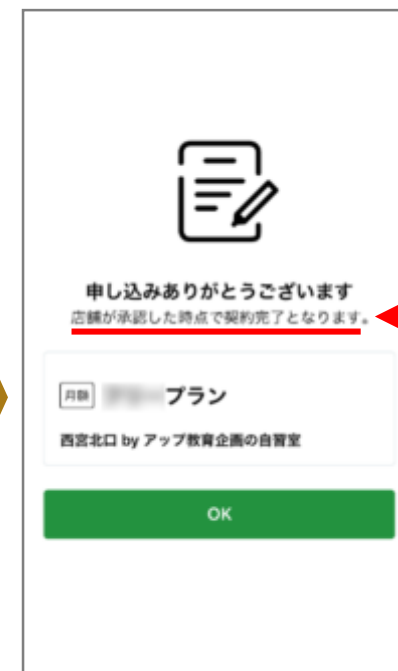 申し込みありがとうございます
店舗が承認した時点で契約完了となります。
月額 プラン
西宮北口 by アップ教育企画の自習室
OK